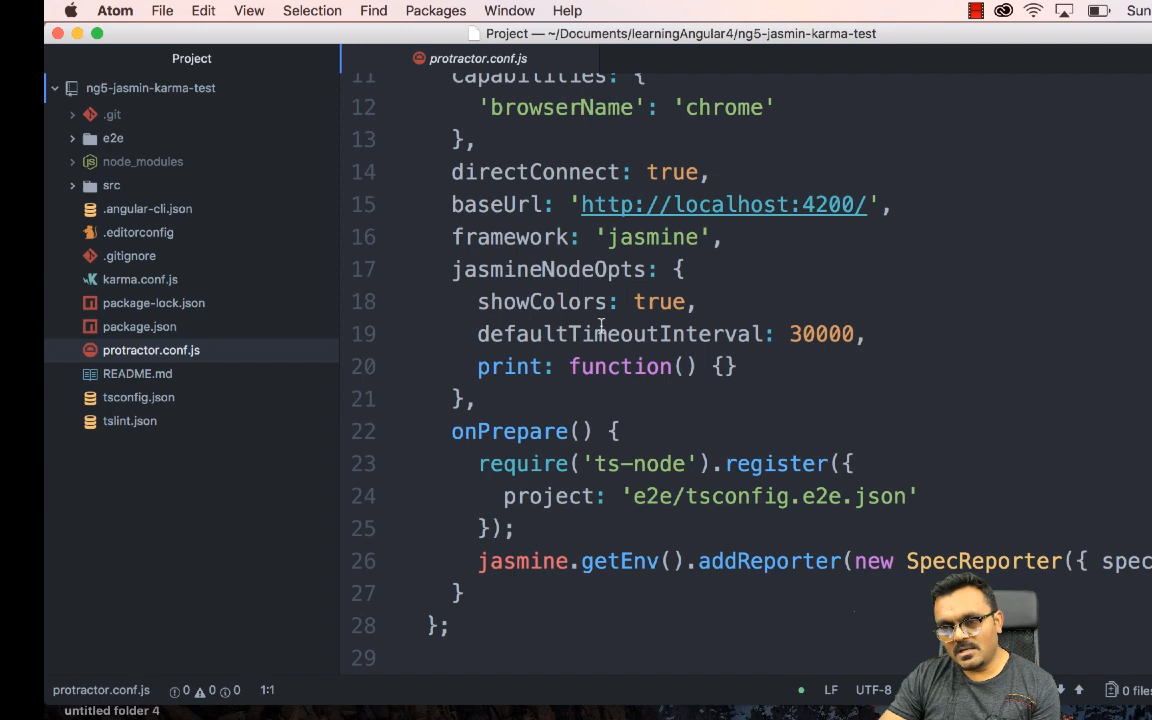 Atom File Edit View Selection Find Packages Window Help Sun
Project — ~/Documents/learningAngular4/ng5-jasmin-karma-test
Project
protractor.conf.js
ng5-jasmin-karma-test
.git
e2e
node_modules
src
.angular-cli.json
.editorconfig
.gitignore
karma.conf.js
package-lock.json
package.json
protractor.conf.js
README.md
tsconfig.json
tslint.json
11 capabilities: {
12 'browserName': 'chrome'
13 },
14 directConnect: true,
15 baseUrl: 'http://localhost:4200/',
16 framework: 'jasmine',
17 jasmineNodeOpts: {
18 showColors: true,
19 defaultTimeoutInterval: 30000,
20 print: function() {}
21 },
22 onPrepare() {
23 require('ts-node').register({
24 project: 'e2e/tsconfig.e2e.json'
25 });
26 jasmine.getEnv().addReporter(new SpecReporter({ spec
27 }
28 };
29
protractor.conf.js 0 0 0 1:1 LF UTF-8 0 files
untitled folder 4